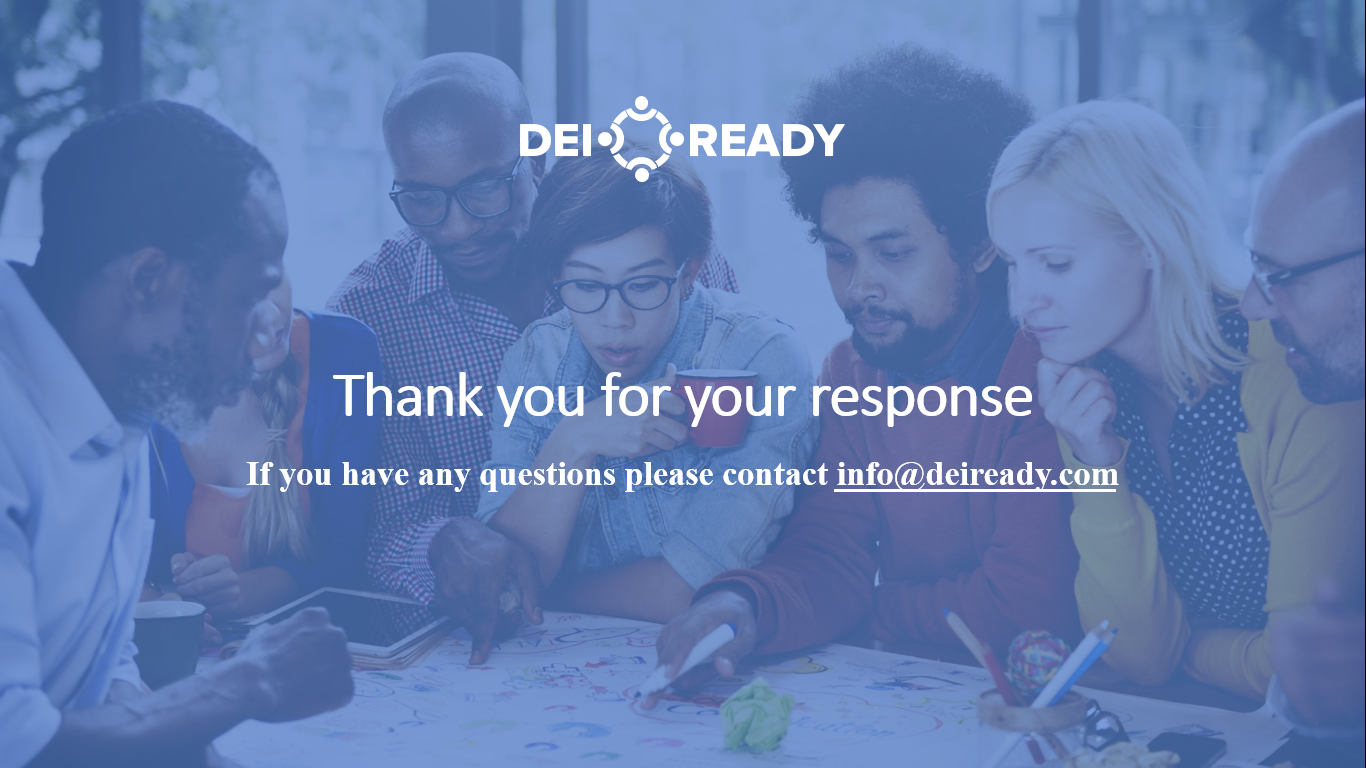 DEI READY
Thank you for your response
If you have any questions please contact info@deiready.com